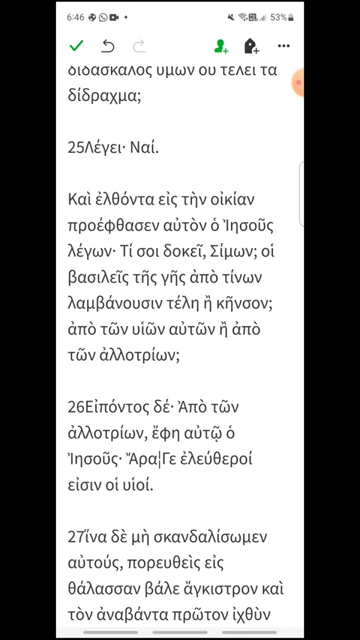 6:46
53%
διδάσκαλος ὑμῶν οὐ τελεῖ τὰ
δίδραχμα;
25Λέγει· Ναί.
Καὶ ἐλθόντα εἰς τὴν οἰκίαν
προέφθασεν αὐτὸν ὁ Ἰησοῦς
λέγων· Τί σοι δοκεῖ, Σίμων; οἱ
βασιλεῖς τῆς γῆς ἀπὸ τίνων
λαμβάνουσιν τέλη ἢ κῆνσον;
ἀπὸ τῶν υἱῶν αὐτῶν ἢ ἀπὸ
τῶν ἀλλοτρίων;
26Εἰπόντος δέ· Ἀπὸ τῶν
ἀλλοτρίων, ἔφη αὐτῷ ὁ
Ἰησοῦς· Ἄρα¦Γε ἐλεύθεροί
εἰσιν οἱ υἱοί.
27ἵνα δὲ μὴ σκανδαλίσωμεν
αὐτούς, πορευθεὶς εἰς
θάλασσαν βάλε ἄγκιστρον καὶ
τὸν ἀναβάντα πρῶτον ἰχθὺν